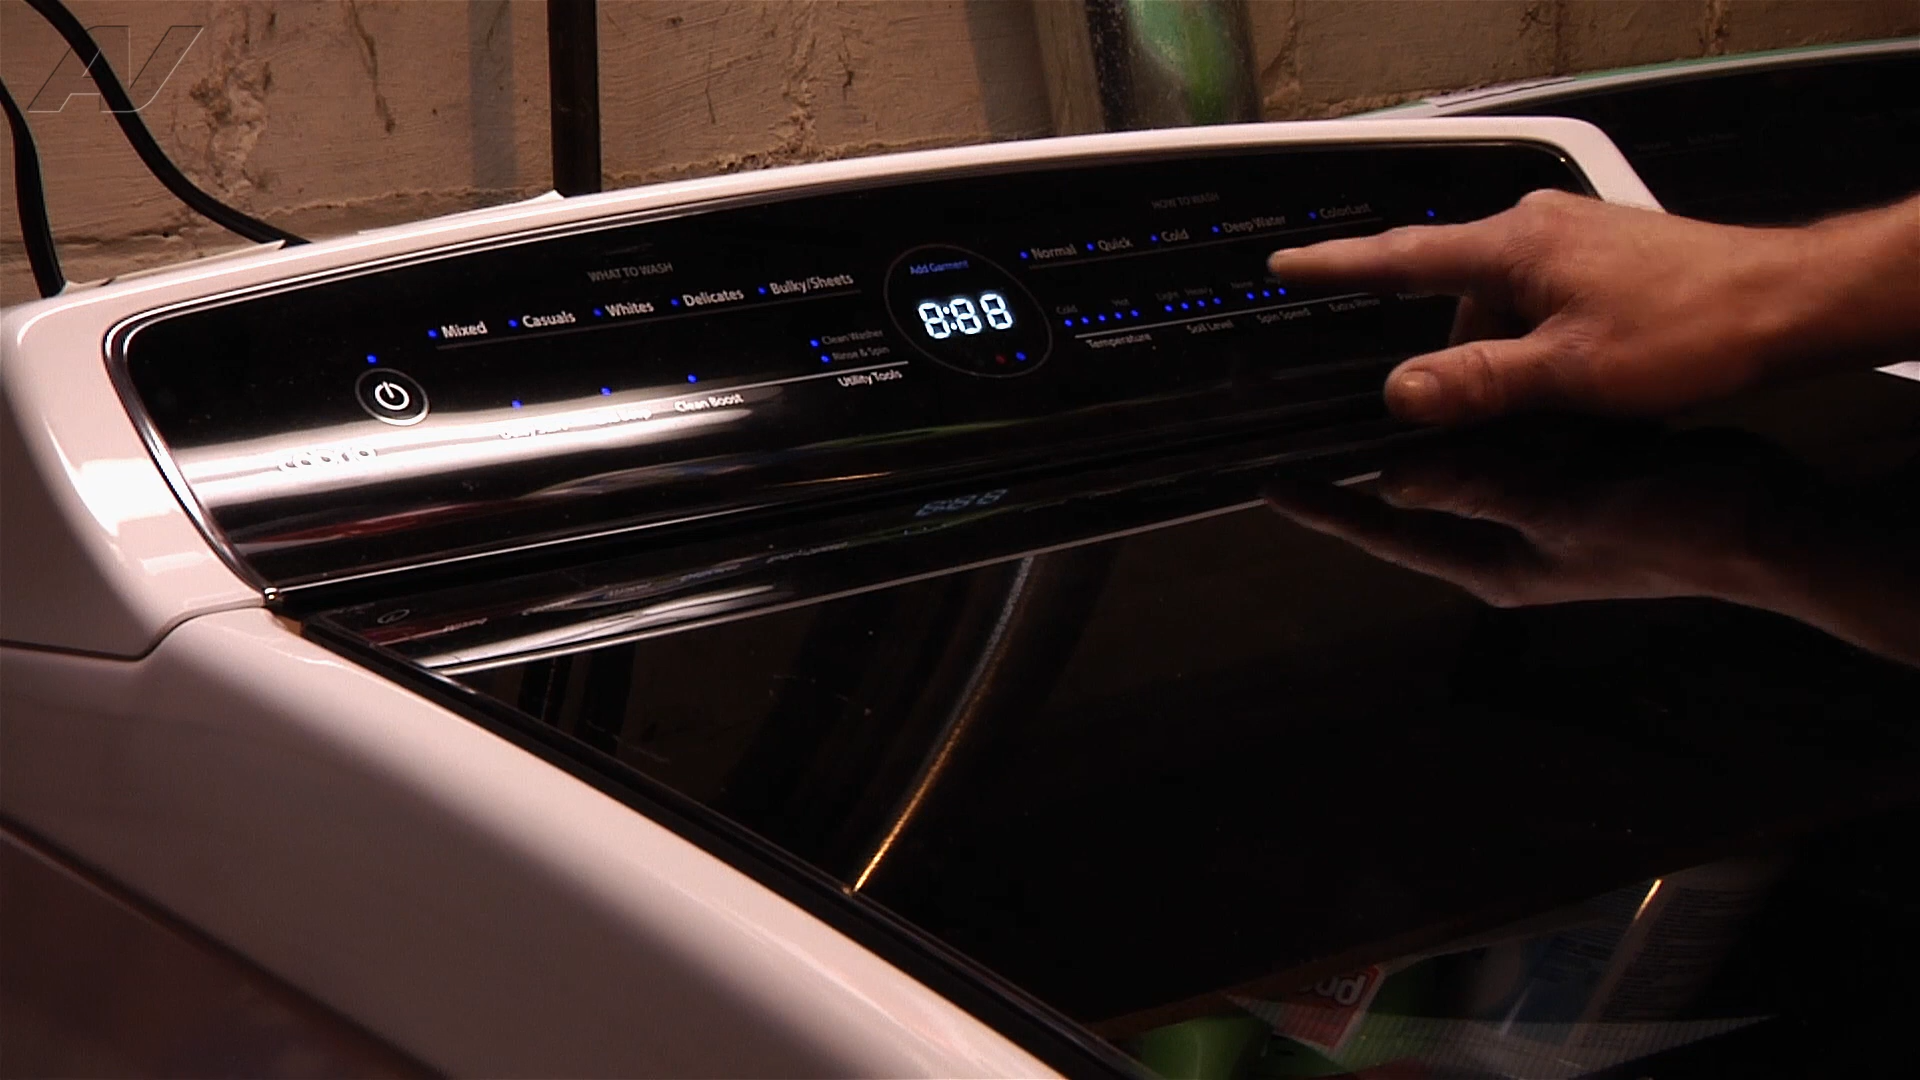 AV
HOW TO WASH
Normal Quick Cold Deep Water ColorLast
WHAT TO WASH
Mixed Casuals Whites Delicates Bulky/Sheets
Add Garment
8:88
Cold Hot Light Heavy None
Temperature Soil Level Spin Speed Extra Rinse
Clean Washer
Rinse & Spin
Utility Tools
Clean Boost
cabrio